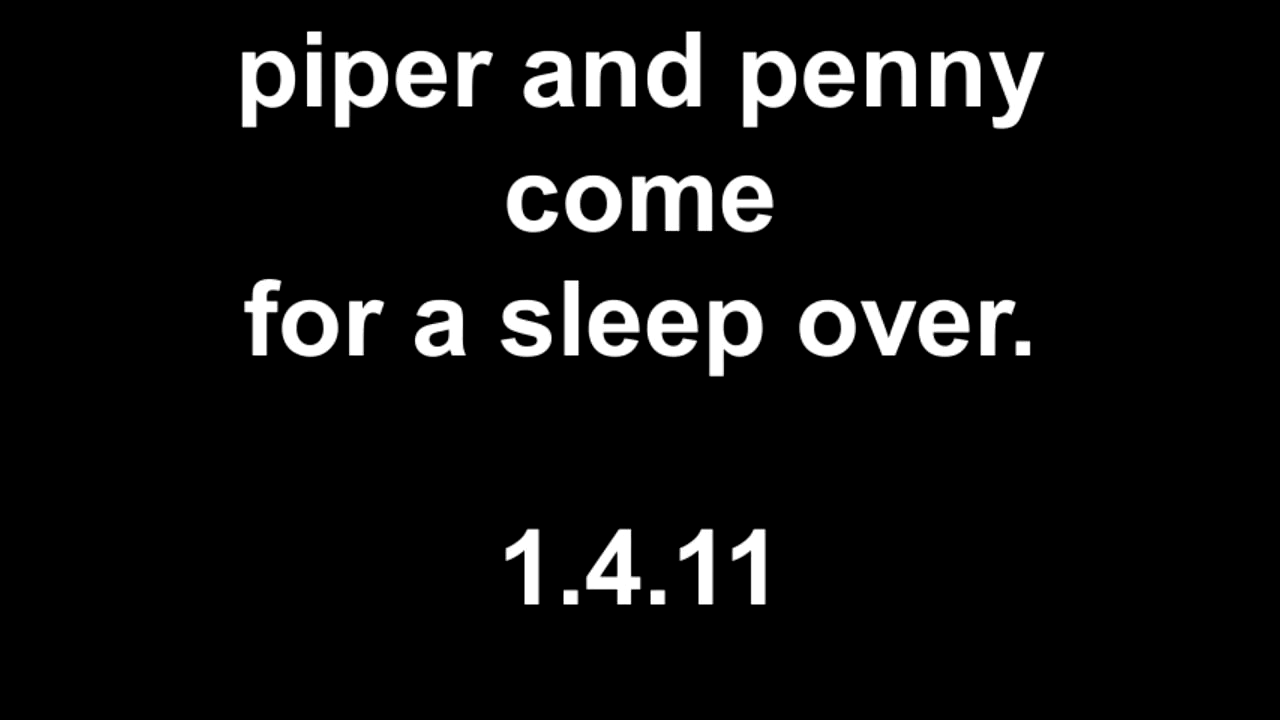 piper and penny
come
for a sleep over.
1.4.11